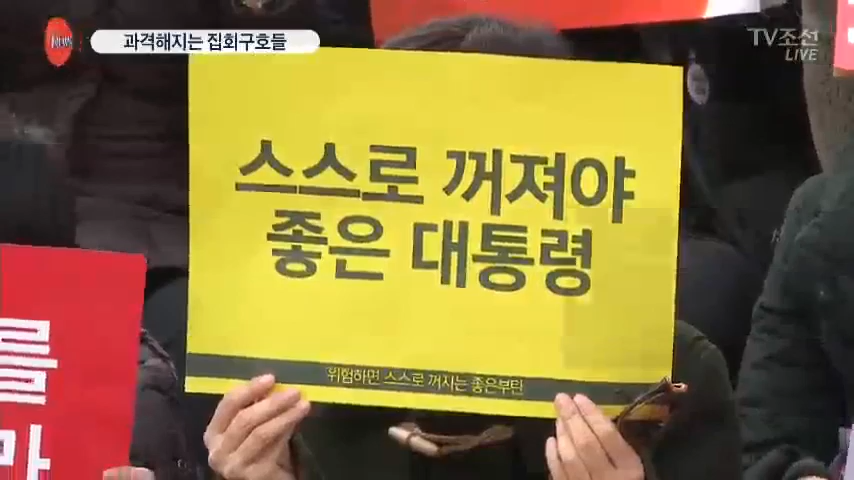 NEWS
과격해지는 집회구호들
TV조선
LIVE
스스로 꺼져야
좋은 대통령
위험하면 스스로 꺼지는 좋은부탄
를